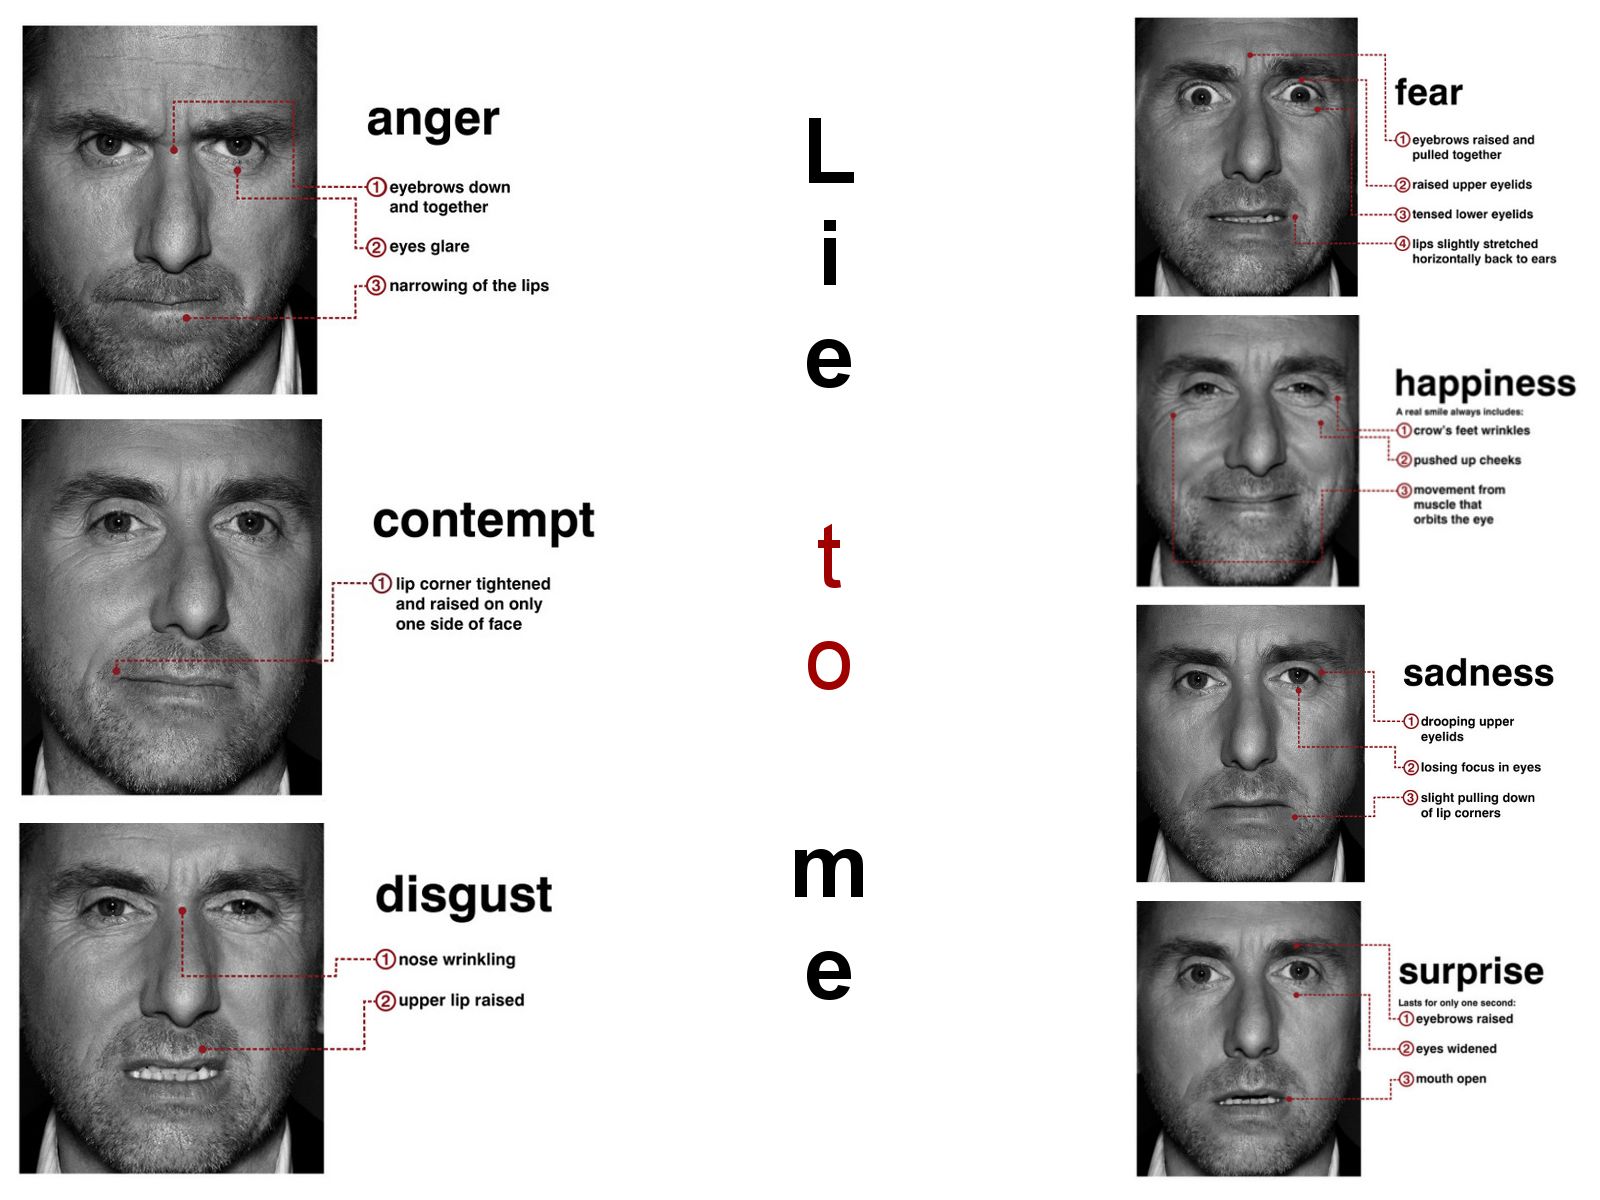 anger
1 eyebrows down
and together
2 eyes glare
3 narrowing of the lips
contempt
1 lip corner tightened
and raised on only
one side of face
disgust
1 nose wrinkling
2 upper lip raised
L
i
e
t
o
m
e
fear
1 eyebrows raised and
pulled together
2 raised upper eyelids
3 tensed lower eyelids
4 lips slightly stretched
horizontally back to ears
happiness
A real smile always includes:
1 crow's feet wrinkles
2 pushed up cheeks
3 movement from
muscle that
orbits the eye
sadness
1 drooping upper
eyelids
2 losing focus in eyes
3 slight pulling down
of lip corners
surprise
Lasts for only one second:
1 eyebrows raised
2 eyes widened
3 mouth open